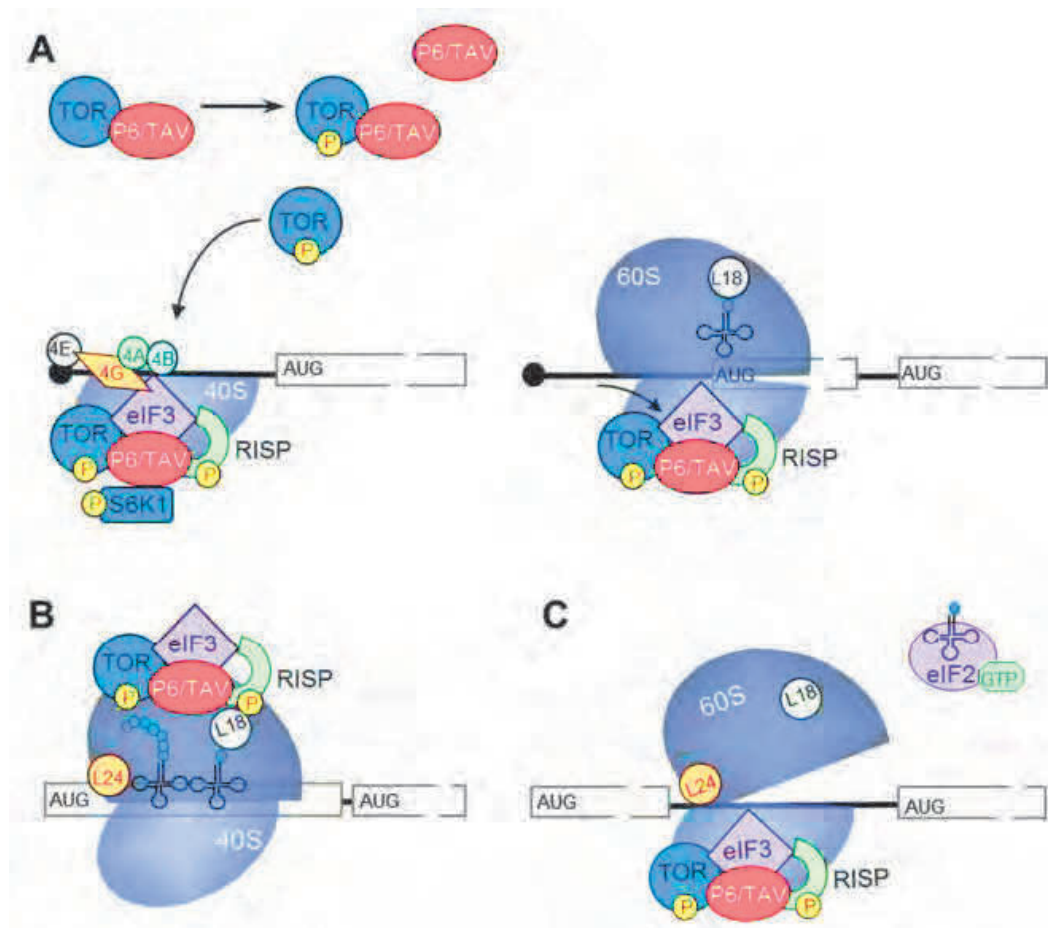 A
P6/TAV
TOR
P6/TAV
TOR
P
P6/TAV
TOR
P
4E
4G
4A
4B
40S
AUG
eIF3
TOR
P
P6/TAV
RISP
P
P
S6K1
60S
L18
AUG
AUG
eIF3
TOR
P
P6/TAV
RISP
P
B
eIF3
TOR
P
P6/TAV
RISP
P
L18
L24
AUG
AUG
40S
C
60S
L18
eIF2
GTP
L24
AUG
AUG
eIF3
TOR
P
P6/TAV
RISP
P